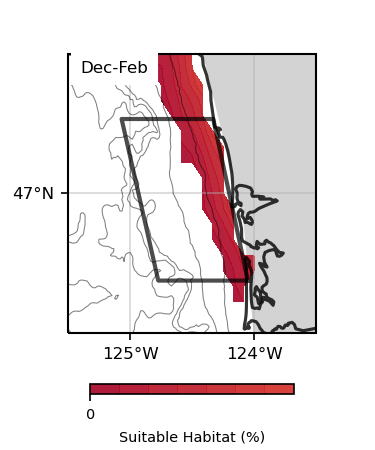 Dec-Feb
47°N
125°W
124°W
0
Suitable Habitat (%)